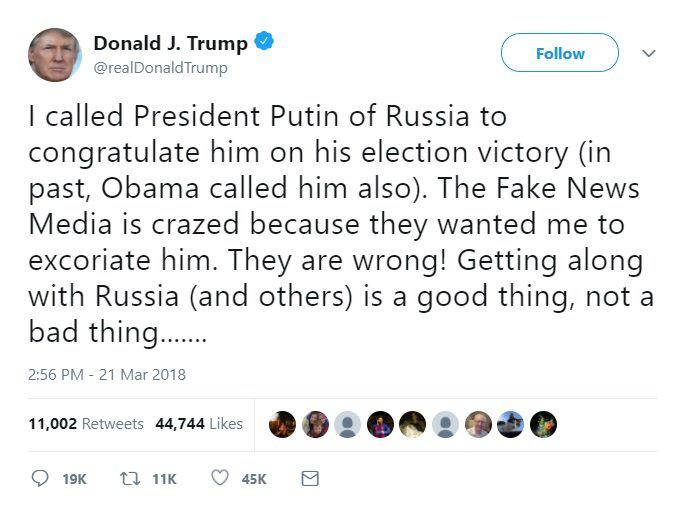 Donald J. Trump
@realDonaldTrump
Follow
I called President Putin of Russia to
congratulate him on his election victory (in
past, Obama called him also). The Fake News
Media is crazed because they wanted me to
excoriate him. They are wrong! Getting along
with Russia (and others) is a good thing, not a
bad thing.......
2:56 PM - 21 Mar 2018
11,002 Retweets 44,744 Likes
19K 11K 45K